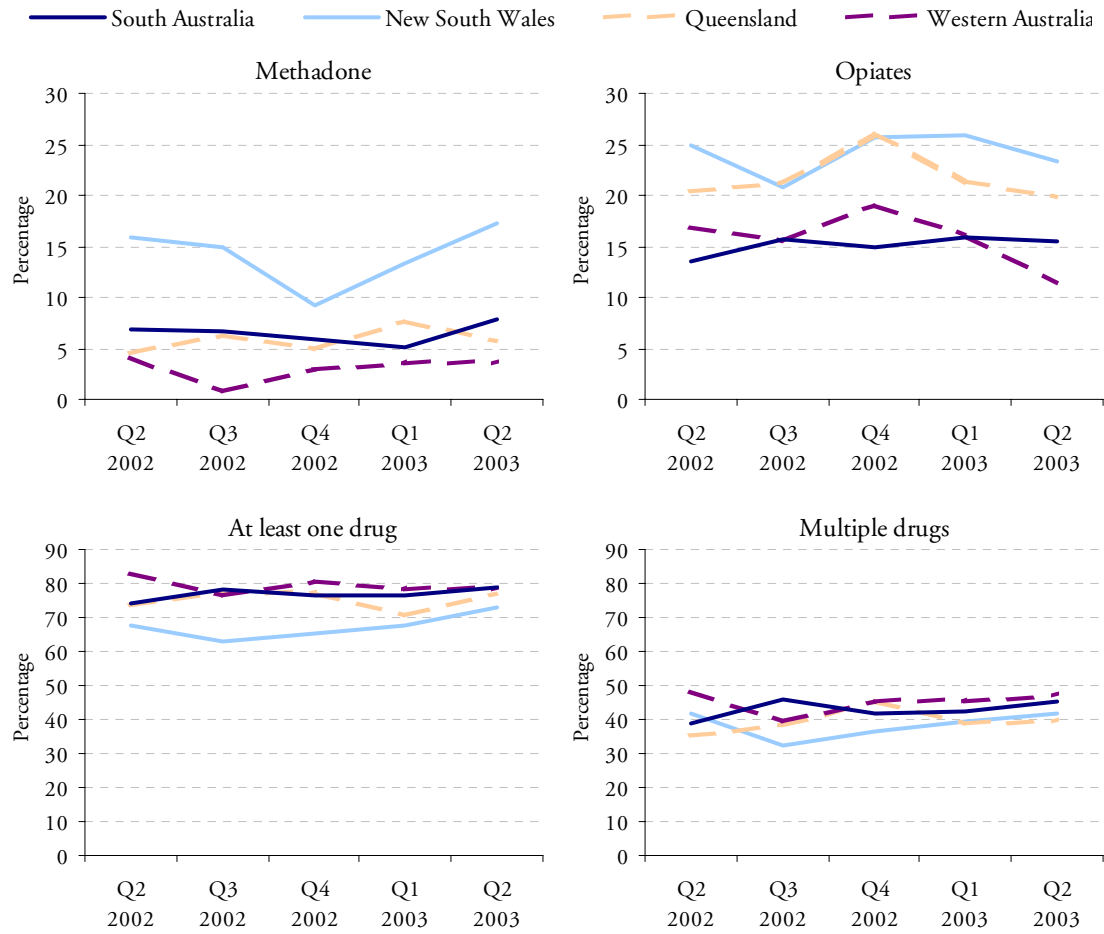 South Australia New South Wales Queensland Western Australia
Methadone
Percentage
30
25
20
15
10
5
0
Q2 Q3 Q4 Q1 Q2
2002 2002 2002 2003 2003
Opiates
Percentage
30
25
20
15
10
5
0
Q2 Q3 Q4 Q1 Q2
2002 2002 2002 2003 2003
At least one drug
Percentage
90
80
70
60
50
40
30
20
10
0
Q2 Q3 Q4 Q1 Q2
2002 2002 2002 2003 2003
Multiple drugs
Percentage
90
80
70
60
50
40
30
20
10
0
Q2 Q3 Q4 Q1 Q2
2002 2002 2002 2003 2003